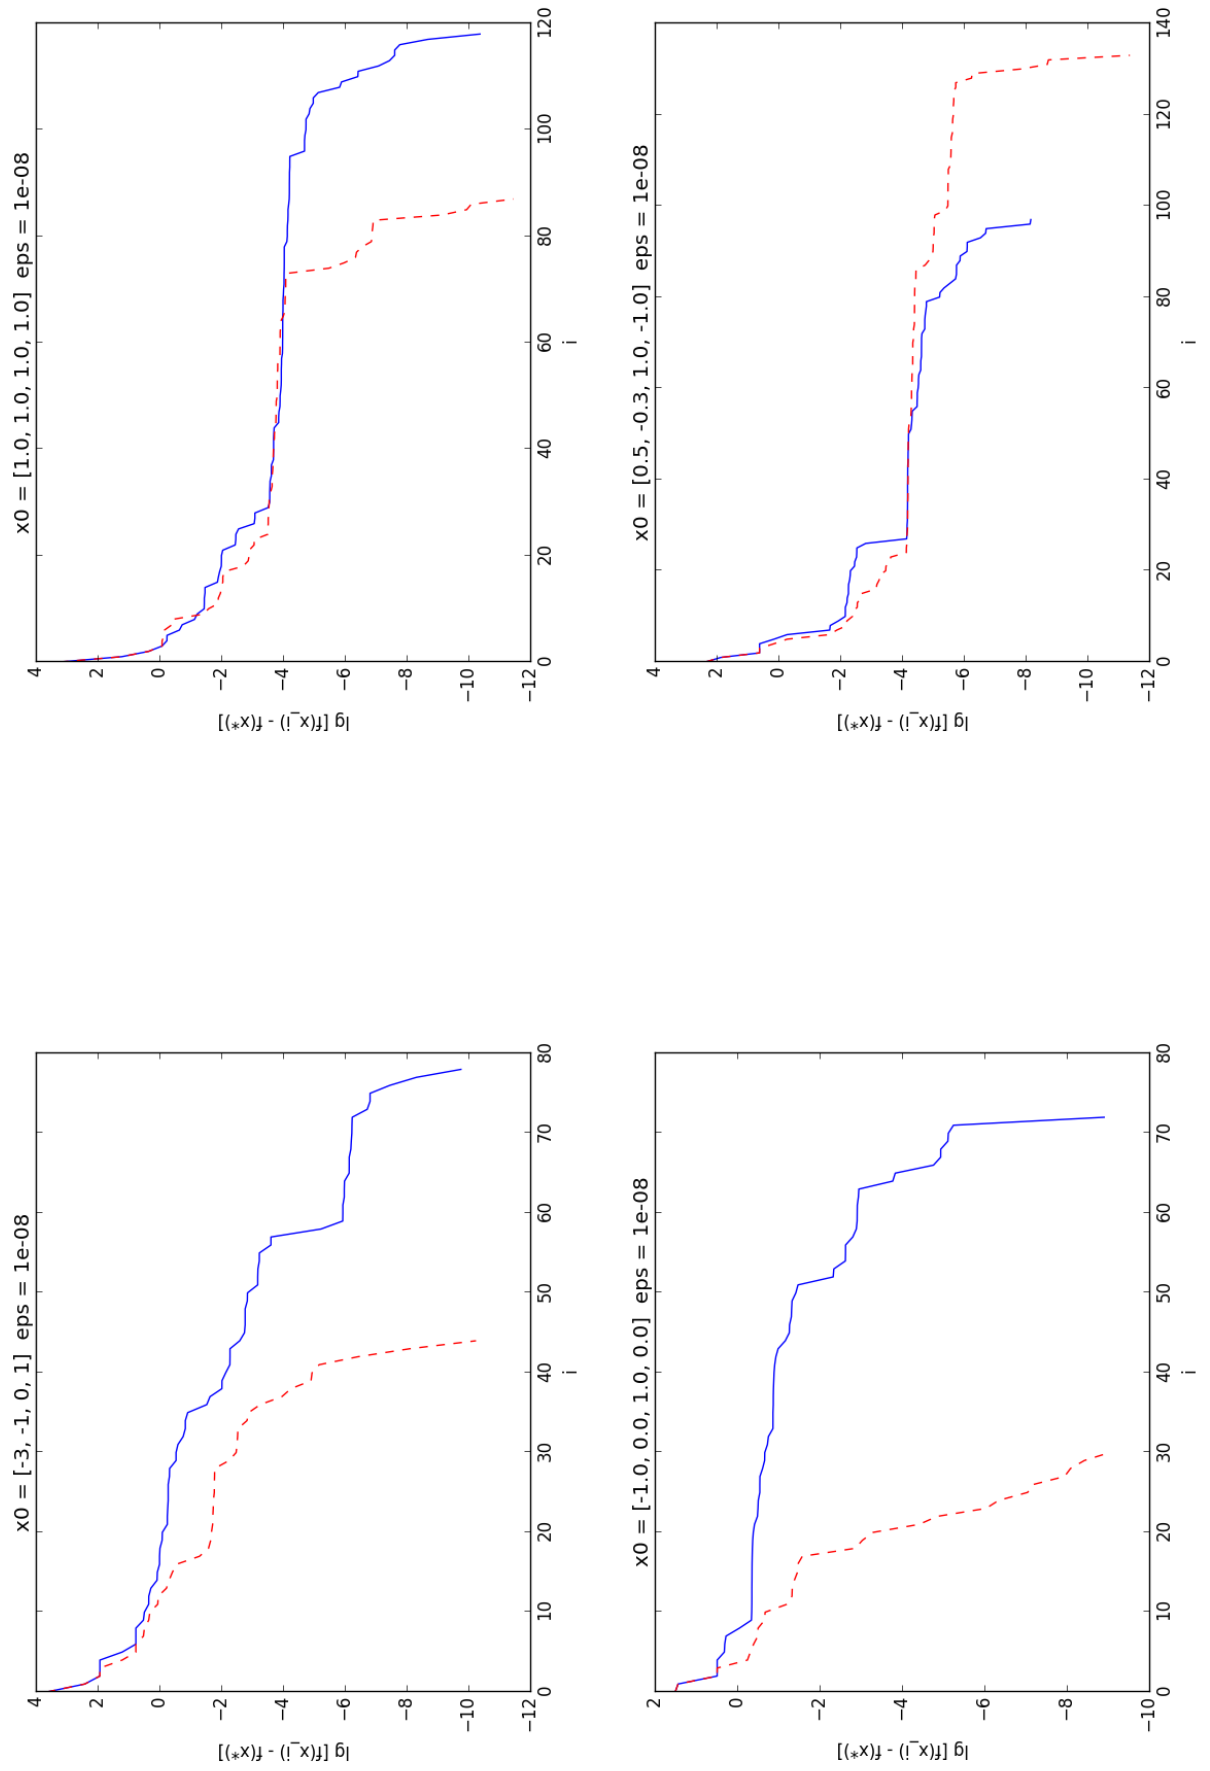 x0 = [-3, -1, 0, 1]  eps = 1e-08
4
2
0
−2
−4
−6
−8
−10
−12
lg [f(x_i) - f(x*)]
0 10 20 30 40 50 60 70 80
i
x0 = [1.0, 1.0, 1.0, 1.0]  eps = 1e-08
4
2
0
−2
−4
−6
−8
−10
−12
lg [f(x_i) - f(x*)]
0 20 40 60 80 100 120
i
x0 = [-1.0, 0.0, 1.0, 0.0]  eps = 1e-08
2
0
−2
−4
−6
−8
−10
lg [f(x_i) - f(x*)]
0 10 20 30 40 50 60 70 80
i
x0 = [0.5, -0.3, 1.0, -1.0]  eps = 1e-08
4
2
0
−2
−4
−6
−8
−10
−12
lg [f(x_i) - f(x*)]
0 20 40 60 80 100 120 140
i